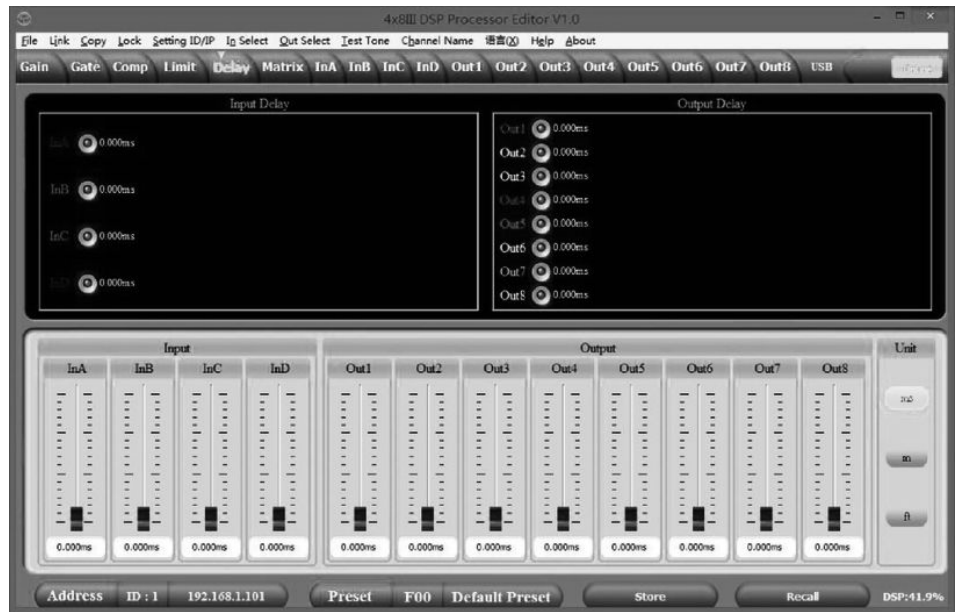 4x8III DSP Processor Editor V1.0
File Link Copy Lock Setting ID/IP In Select Out Select Test Tone Channel Name 语言(X) Help About
Gain Gate Comp Limit Delay Matrix InA InB InC InD Out1 Out2 Out3 Out4 Out5 Out6 Out7 Out8 USB
Input Delay Output Delay
InA 0.000ms
InB 0.000ms
InC 0.000ms
InD 0.000ms
Out1 0.000ms
Out2 0.000ms
Out3 0.000ms
Out4 0.000ms
Out5 0.000ms
Out6 0.000ms
Out7 0.000ms
Out8 0.000ms
Input Output Unit
InA InB InC InD Out1 Out2 Out3 Out4 Out5 Out6 Out7 Out8
ms
m
ft
0.000ms 0.000ms 0.000ms 0.000ms 0.000ms 0.000ms 0.000ms 0.000ms 0.000ms 0.000ms 0.000ms 0.000ms
Address ID : 1 192.168.1.101 Preset F00 Default Preset Store Recall DSP:41.9%